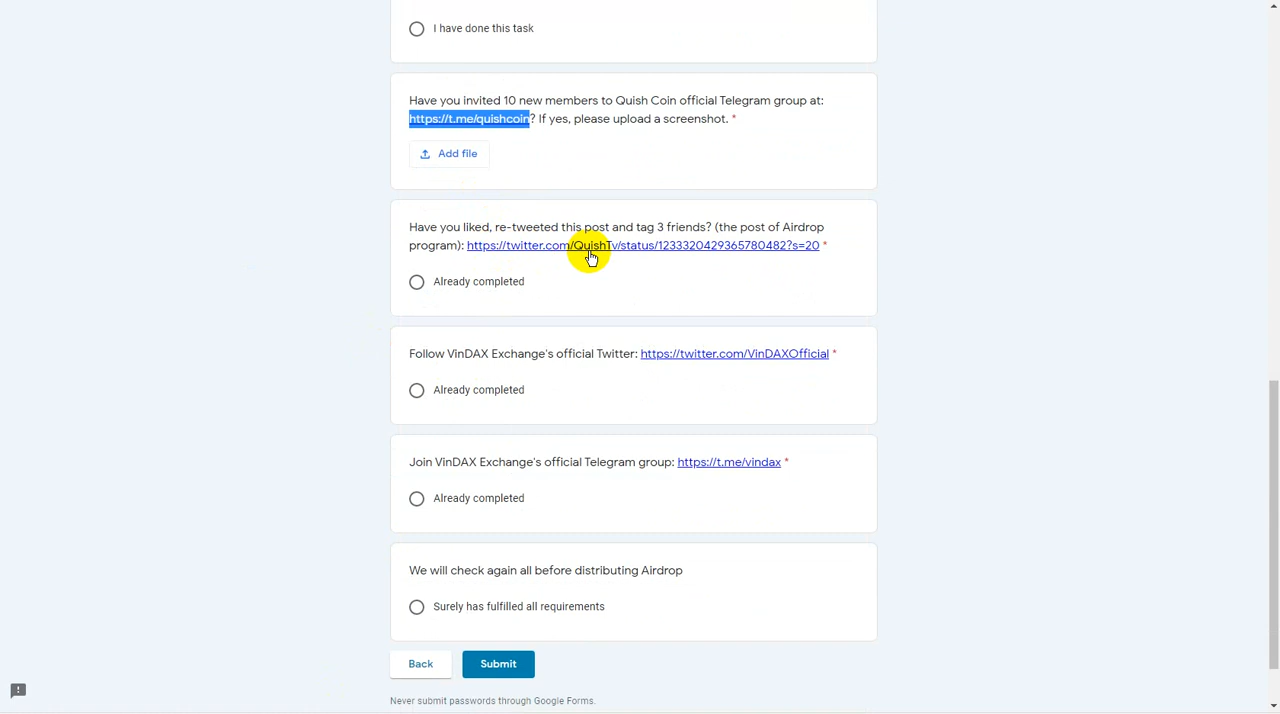 I have done this task
Have you invited 10 new members to Quish Coin official Telegram group at:
https://t.me/quishcoin? If yes, please upload a screenshot. *
Add file
Have you liked, re-tweeted this post and tag 3 friends? (the post of Airdrop
program): https://twitter.com/QuishTv/status/1233320429365780482?s=20 *
Already completed
Follow VinDAX Exchange's official Twitter: https://twitter.com/VinDAXOfficial *
Already completed
Join VinDAX Exchange's official Telegram group: https://t.me/vindax *
Already completed
We will check again all before distributing Airdrop
Surely has fulfilled all requirements
Back
Submit
Never submit passwords through Google Forms.